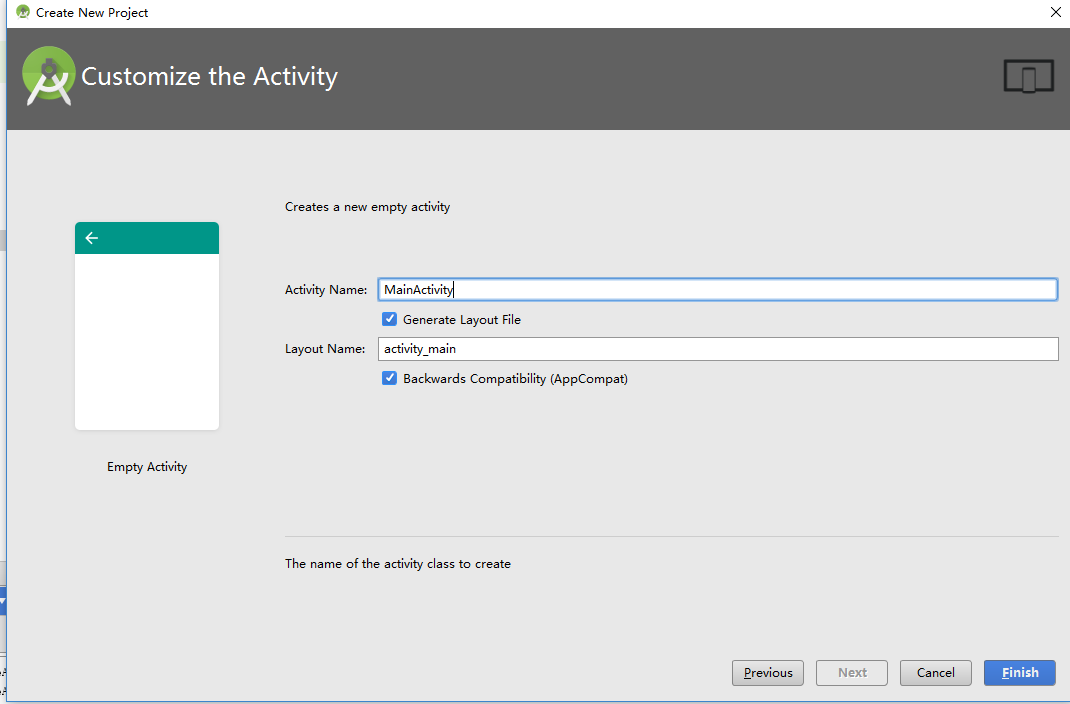 Create New Project
Customize the Activity
Creates a new empty activity
Activity Name: MainActivity
Generate Layout File
Layout Name: activity_main
Backwards Compatibility (AppCompat)
Empty Activity
The name of the activity class to create
Previous Next Cancel Finish